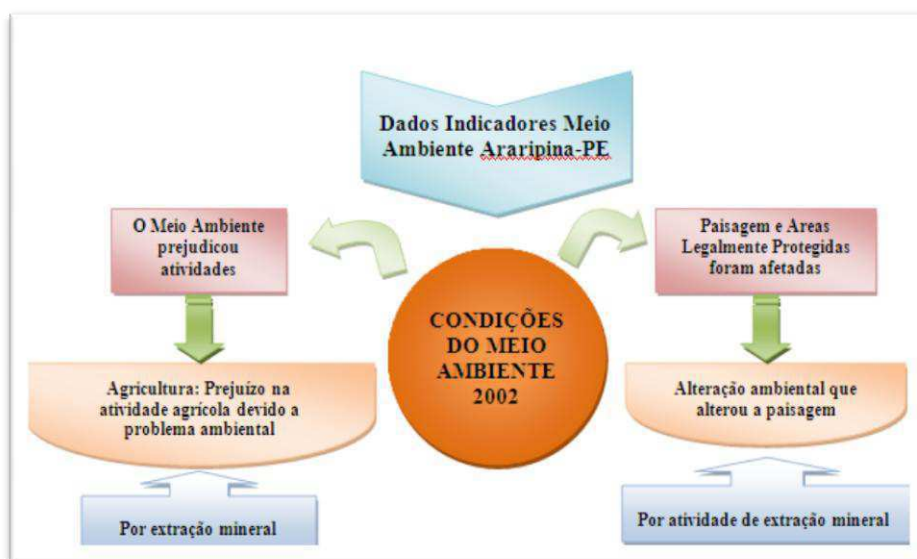 Dados Indicadores Meio
Ambiente Araripina-PE
O Meio Ambiente
prejudicou
atividades
Paisagem e Areas
Legalmente Protegidas
foram afetadas
CONDIÇÕES
DO MEIO
AMBIENTE
2002
Agricultura: Prejuízo na
atividade agrícola devido a
problema ambiental
Alteração ambiental que
alterou a paisagem
Por extração mineral
Por atividade de extração mineral